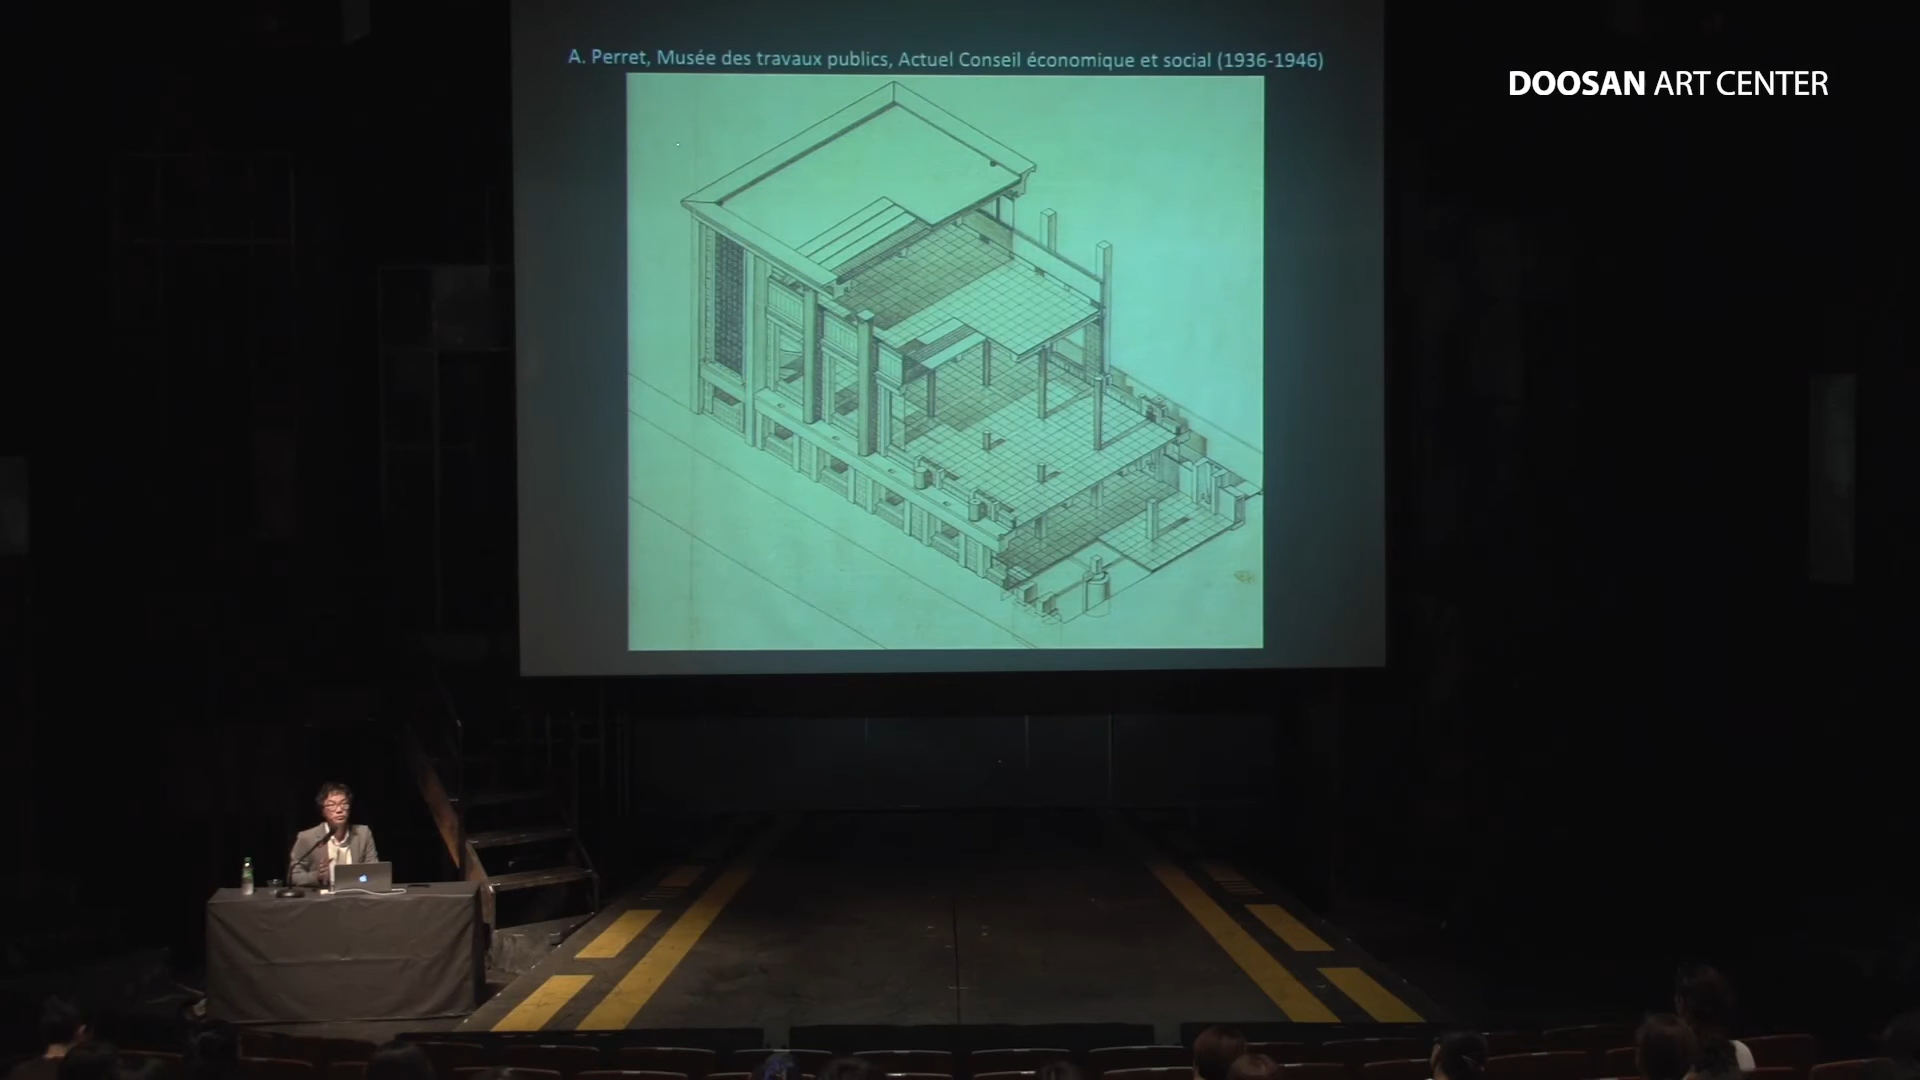 A. Perret, Musée des travaux publics, Actuel Conseil économique et social (1936-1946)
DOOSAN ART CENTER